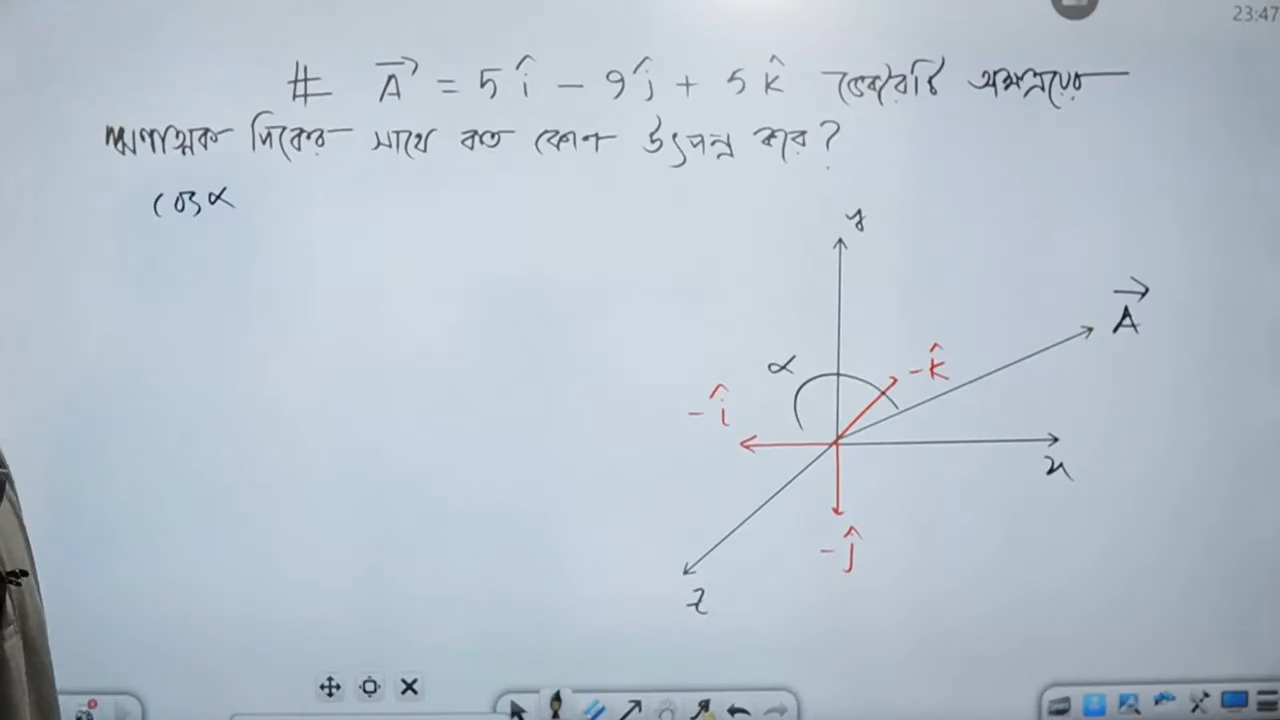 23:47
# A→ = 5î − 9ĵ + 5k̂ ভেক্টরটি অক্ষত্রয়ের
ঋণাত্মক দিকের সাথে কত কোণ উৎপন্ন করে?
cosα
y
A→
α
-k̂
-î
x
-ĵ
z